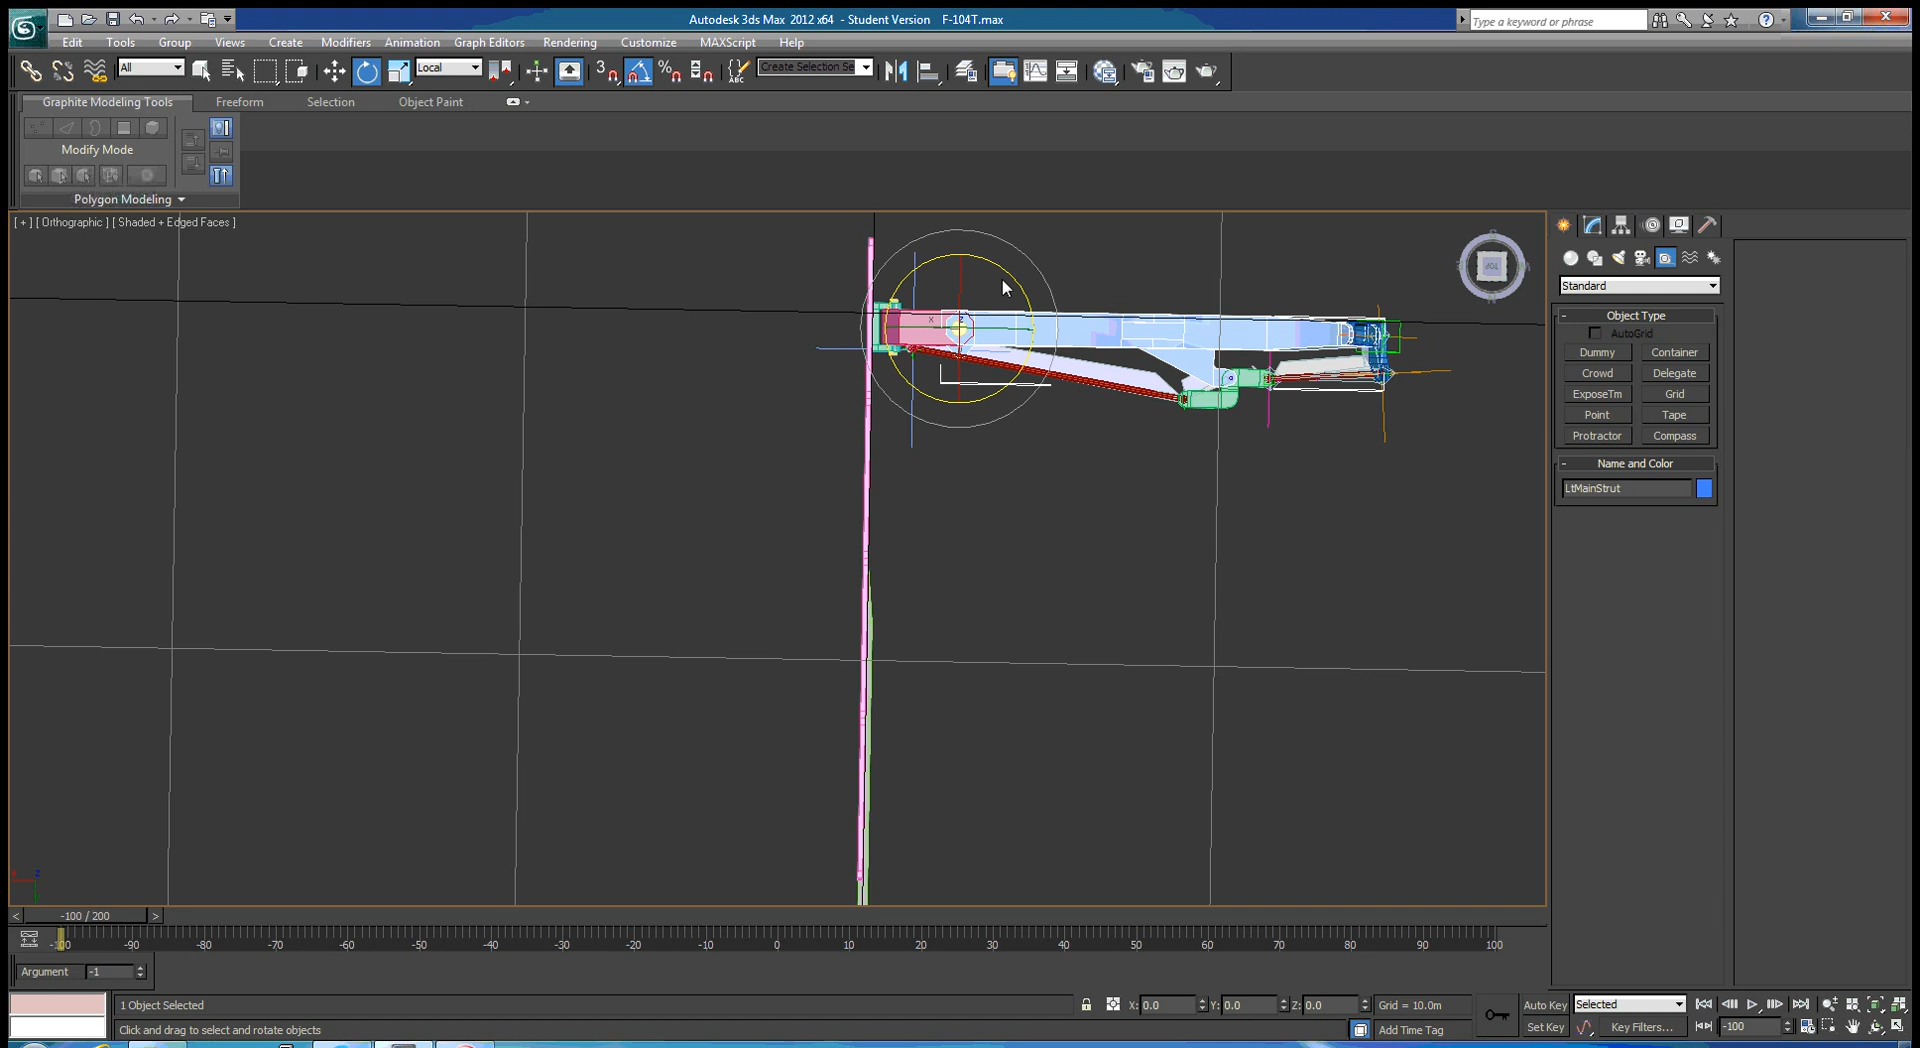 Autodesk 3ds Max 2012 x64 - Student Version F-104T.max
Type a keyword or phrase
Edit Tools Group Views Create Modifiers Animation Graph Editors Rendering Customize MAXScript Help
All Local 3 % ABC Create Selection Se
Graphite Modeling Tools Freeform Selection Object Paint
Modify Mode
Polygon Modeling
[ + ] [ Orthographic ] [ Shaded + Edged Faces ]
TOP
Standard
- Object Type
AutoGrid
Dummy Container
Crowd Delegate
ExposeTm Grid
Point Tape
Protractor Compass
- Name and Color
LtMainStrut
X Z
z
< -100 / 200 >
-100 -90 -80 -70 -60 -50 -40 -30 -20 -10 0 10 20 30 40 50 60 70 80 90 100
Argument -1
1 Object Selected X: 0.0 Y: 0.0 Z: 0.0 Grid = 10.0m Auto Key Selected
Click and drag to select and rotate objects Add Time Tag Set Key Key Filters... -100